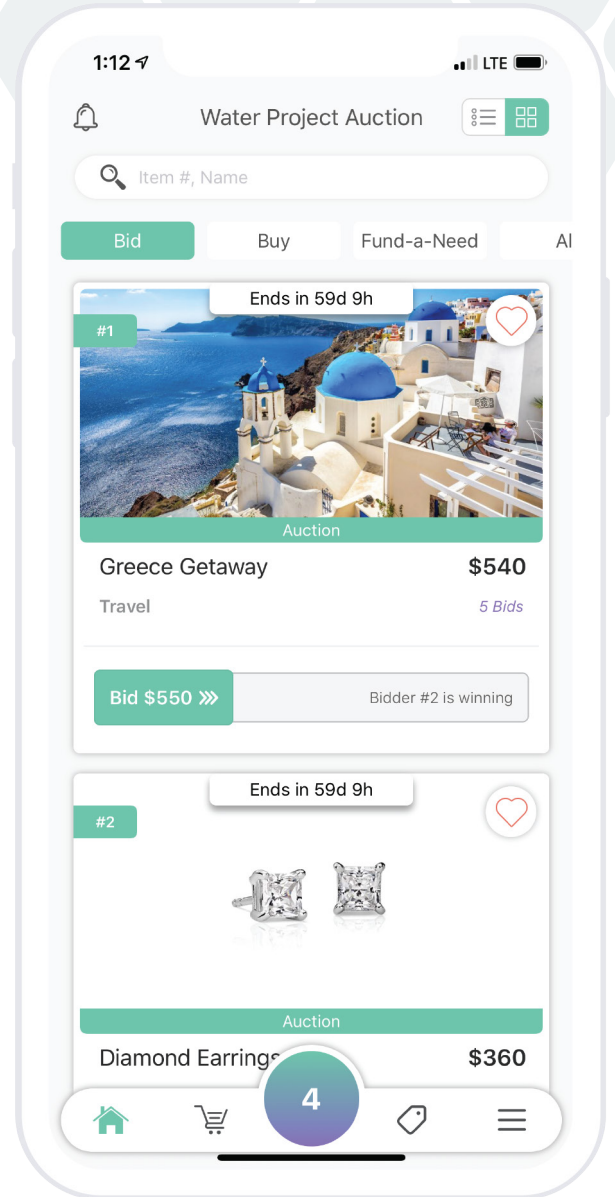 1:12
LTE
Water Project Auction
Item #, Name
Bid
Buy
Fund-a-Need
Al
Ends in 59d 9h
#1
Auction
Greece Getaway
$540
Travel
5 Bids
Bid $550
Bidder #2 is winning
Ends in 59d 9h
#2
Auction
Diamond Earrings
$360
4